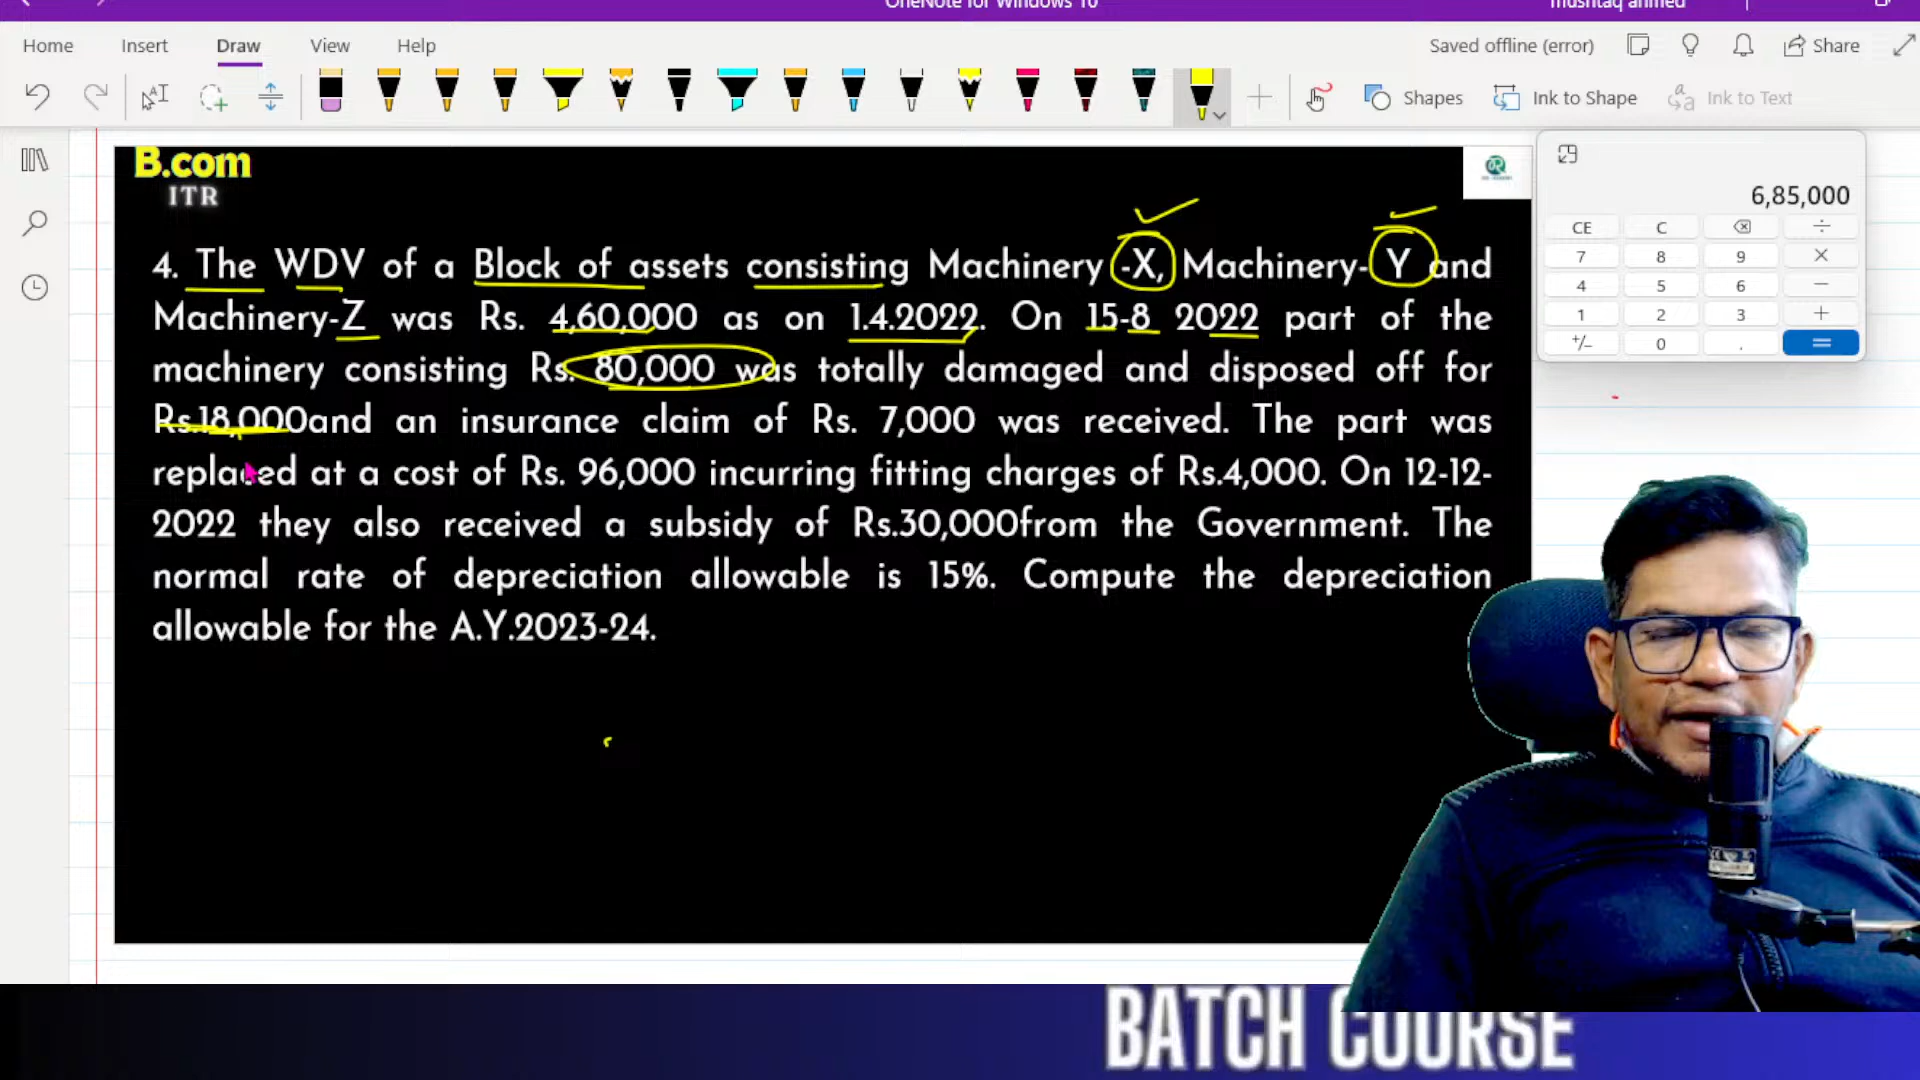 OneNote for Windows 10
mushtaq ahmed
Home Insert Draw View Help
Saved offline (error)
Share
Shapes
Ink to Shape
Ink to Text
B.com
ITR
6,85,000
CE C ÷
7 8 9 ×
4 5 6 −
1 2 3 +
+/− 0 . =
4. The WDV of a Block of assets consisting Machinery -X, Machinery- Y and
Machinery-Z was Rs. 4,60,000 as on 1.4.2022. On 15-8 2022 part of the
machinery consisting Rs. 80,000 was totally damaged and disposed off for
Rs.18,000and an insurance claim of Rs. 7,000 was received. The part was
replaced at a cost of Rs. 96,000 incurring fitting charges of Rs.4,000. On 12-12-
2022 they also received a subsidy of Rs.30,000from the Government. The
normal rate of depreciation allowable is 15%. Compute the depreciation
allowable for the A.Y.2023-24.
BATCH COURSE